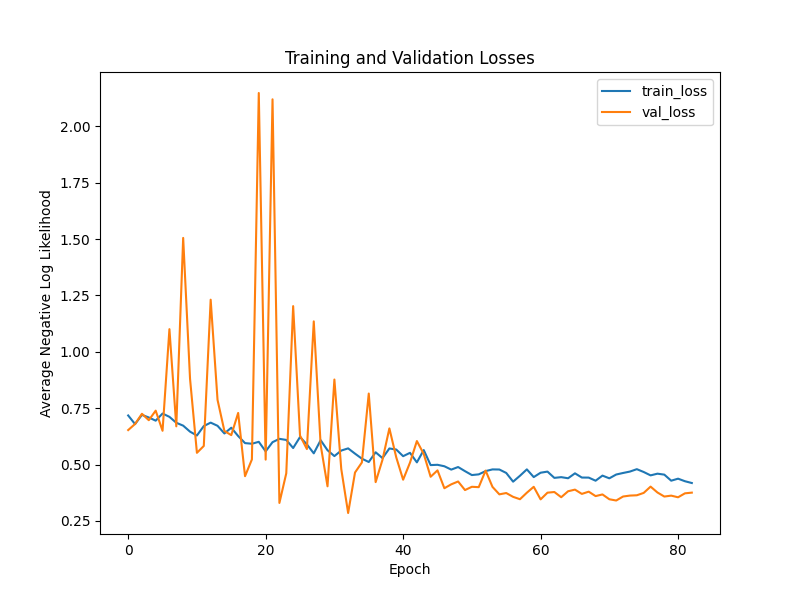 Training and Validation Losses
train_loss
val_loss
Average Negative Log Likelihood
2.00
1.75
1.50
1.25
1.00
0.75
0.50
0.25
0
20
40
60
80
Epoch